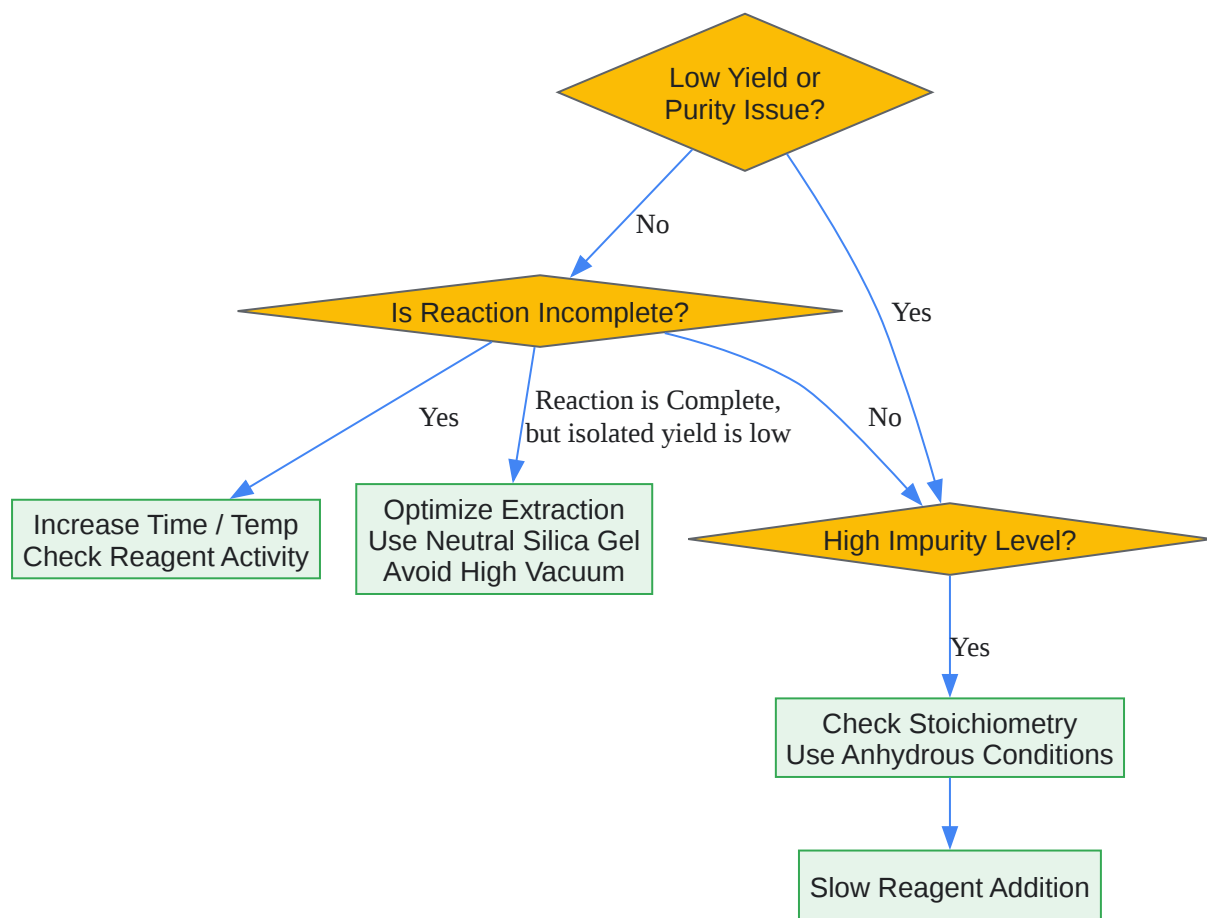 Low Yield or
Purity Issue?
No
Yes
Is Reaction Incomplete?
Yes
Reaction is Complete,
but isolated yield is low
No
Increase Time / Temp
Check Reagent Activity
Optimize Extraction
Use Neutral Silica Gel
Avoid High Vacuum
High Impurity Level?
Yes
Check Stoichiometry
Use Anhydrous Conditions
Slow Reagent Addition